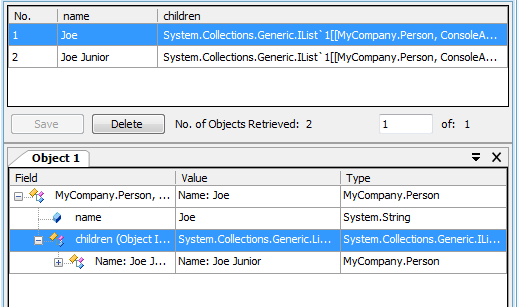 No. name children
1 Joe System.Collections.Generic.IList`1[[MyCompany.Person, ConsoleA...
2 Joe Junior System.Collections.Generic.IList`1[[MyCompany.Person, ConsoleA...
Save Delete No. of Objects Retrieved: 2 1 of: 1
Object 1
Field Value Type
MyCompany.Person, ... Name: Joe MyCompany.Person
name Joe System.String
children (Object I... System.Collections.Generic.Li... System.Collections.Generic.ILi...
Name: Joe J... Name: Joe Junior MyCompany.Person